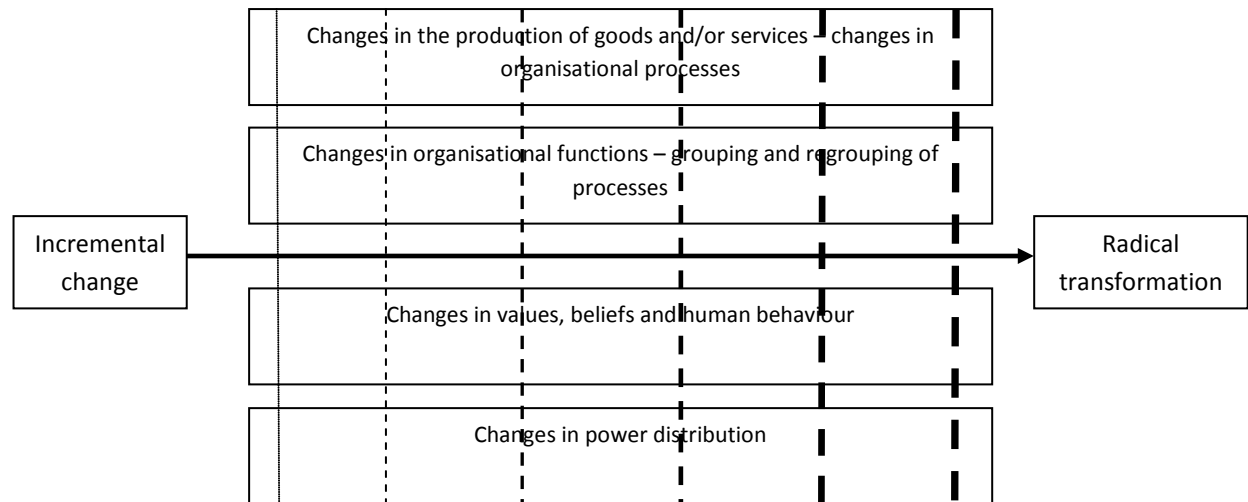 Changes in the production of goods and/or services – changes in
organisational processes
Changes in organisational functions – grouping and regrouping of
processes
Incremental
change
Radical
transformation
Changes in values, beliefs and human behaviour
Changes in power distribution